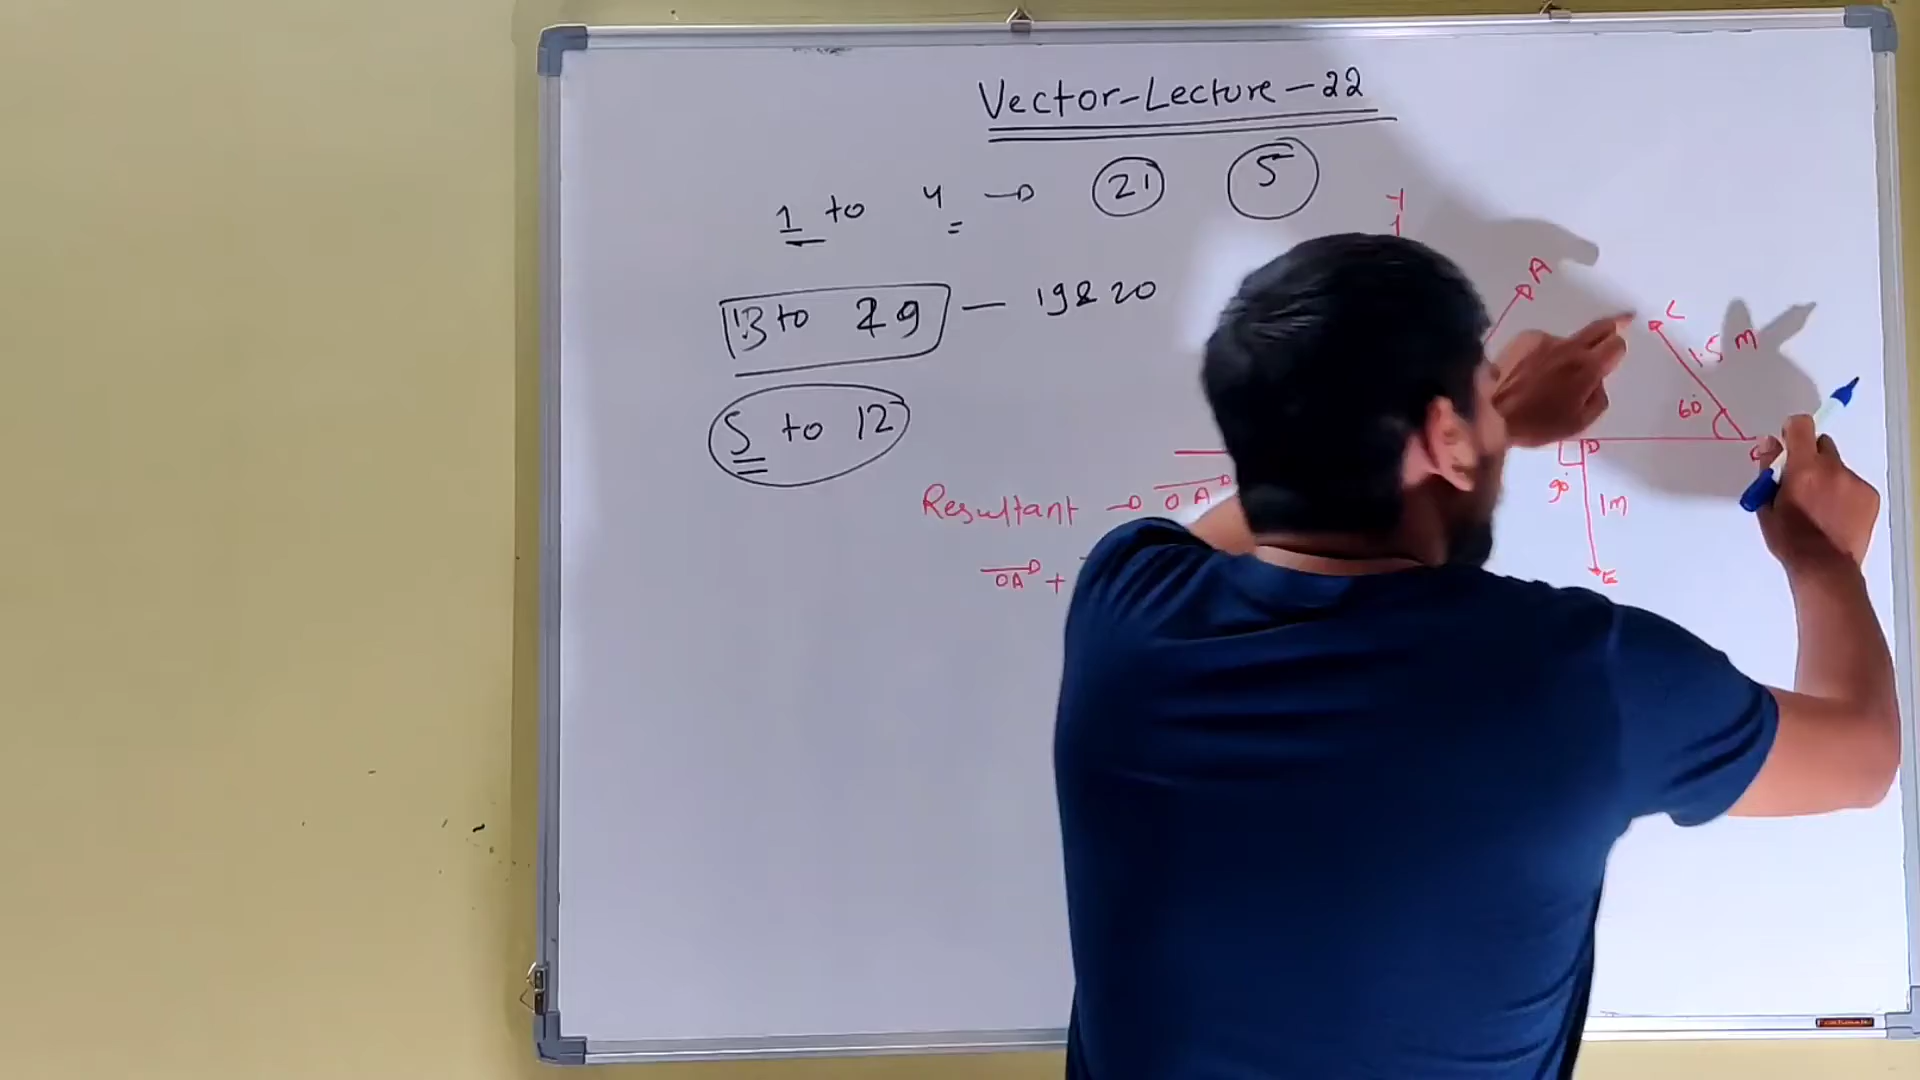 Vector-Lecture-22
1 to 4 → 21 5
13 to 29 — 19 & 20
5 to 12
Y
A
L
1.5 m
60°
D
90°
1m
E
Resultant → OA
OA +